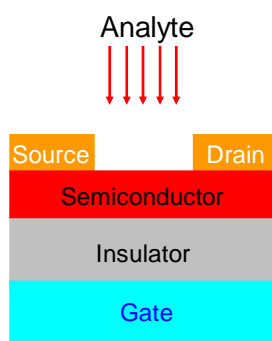 Analyte
Source Drain
Semiconductor
Insulator
Gate